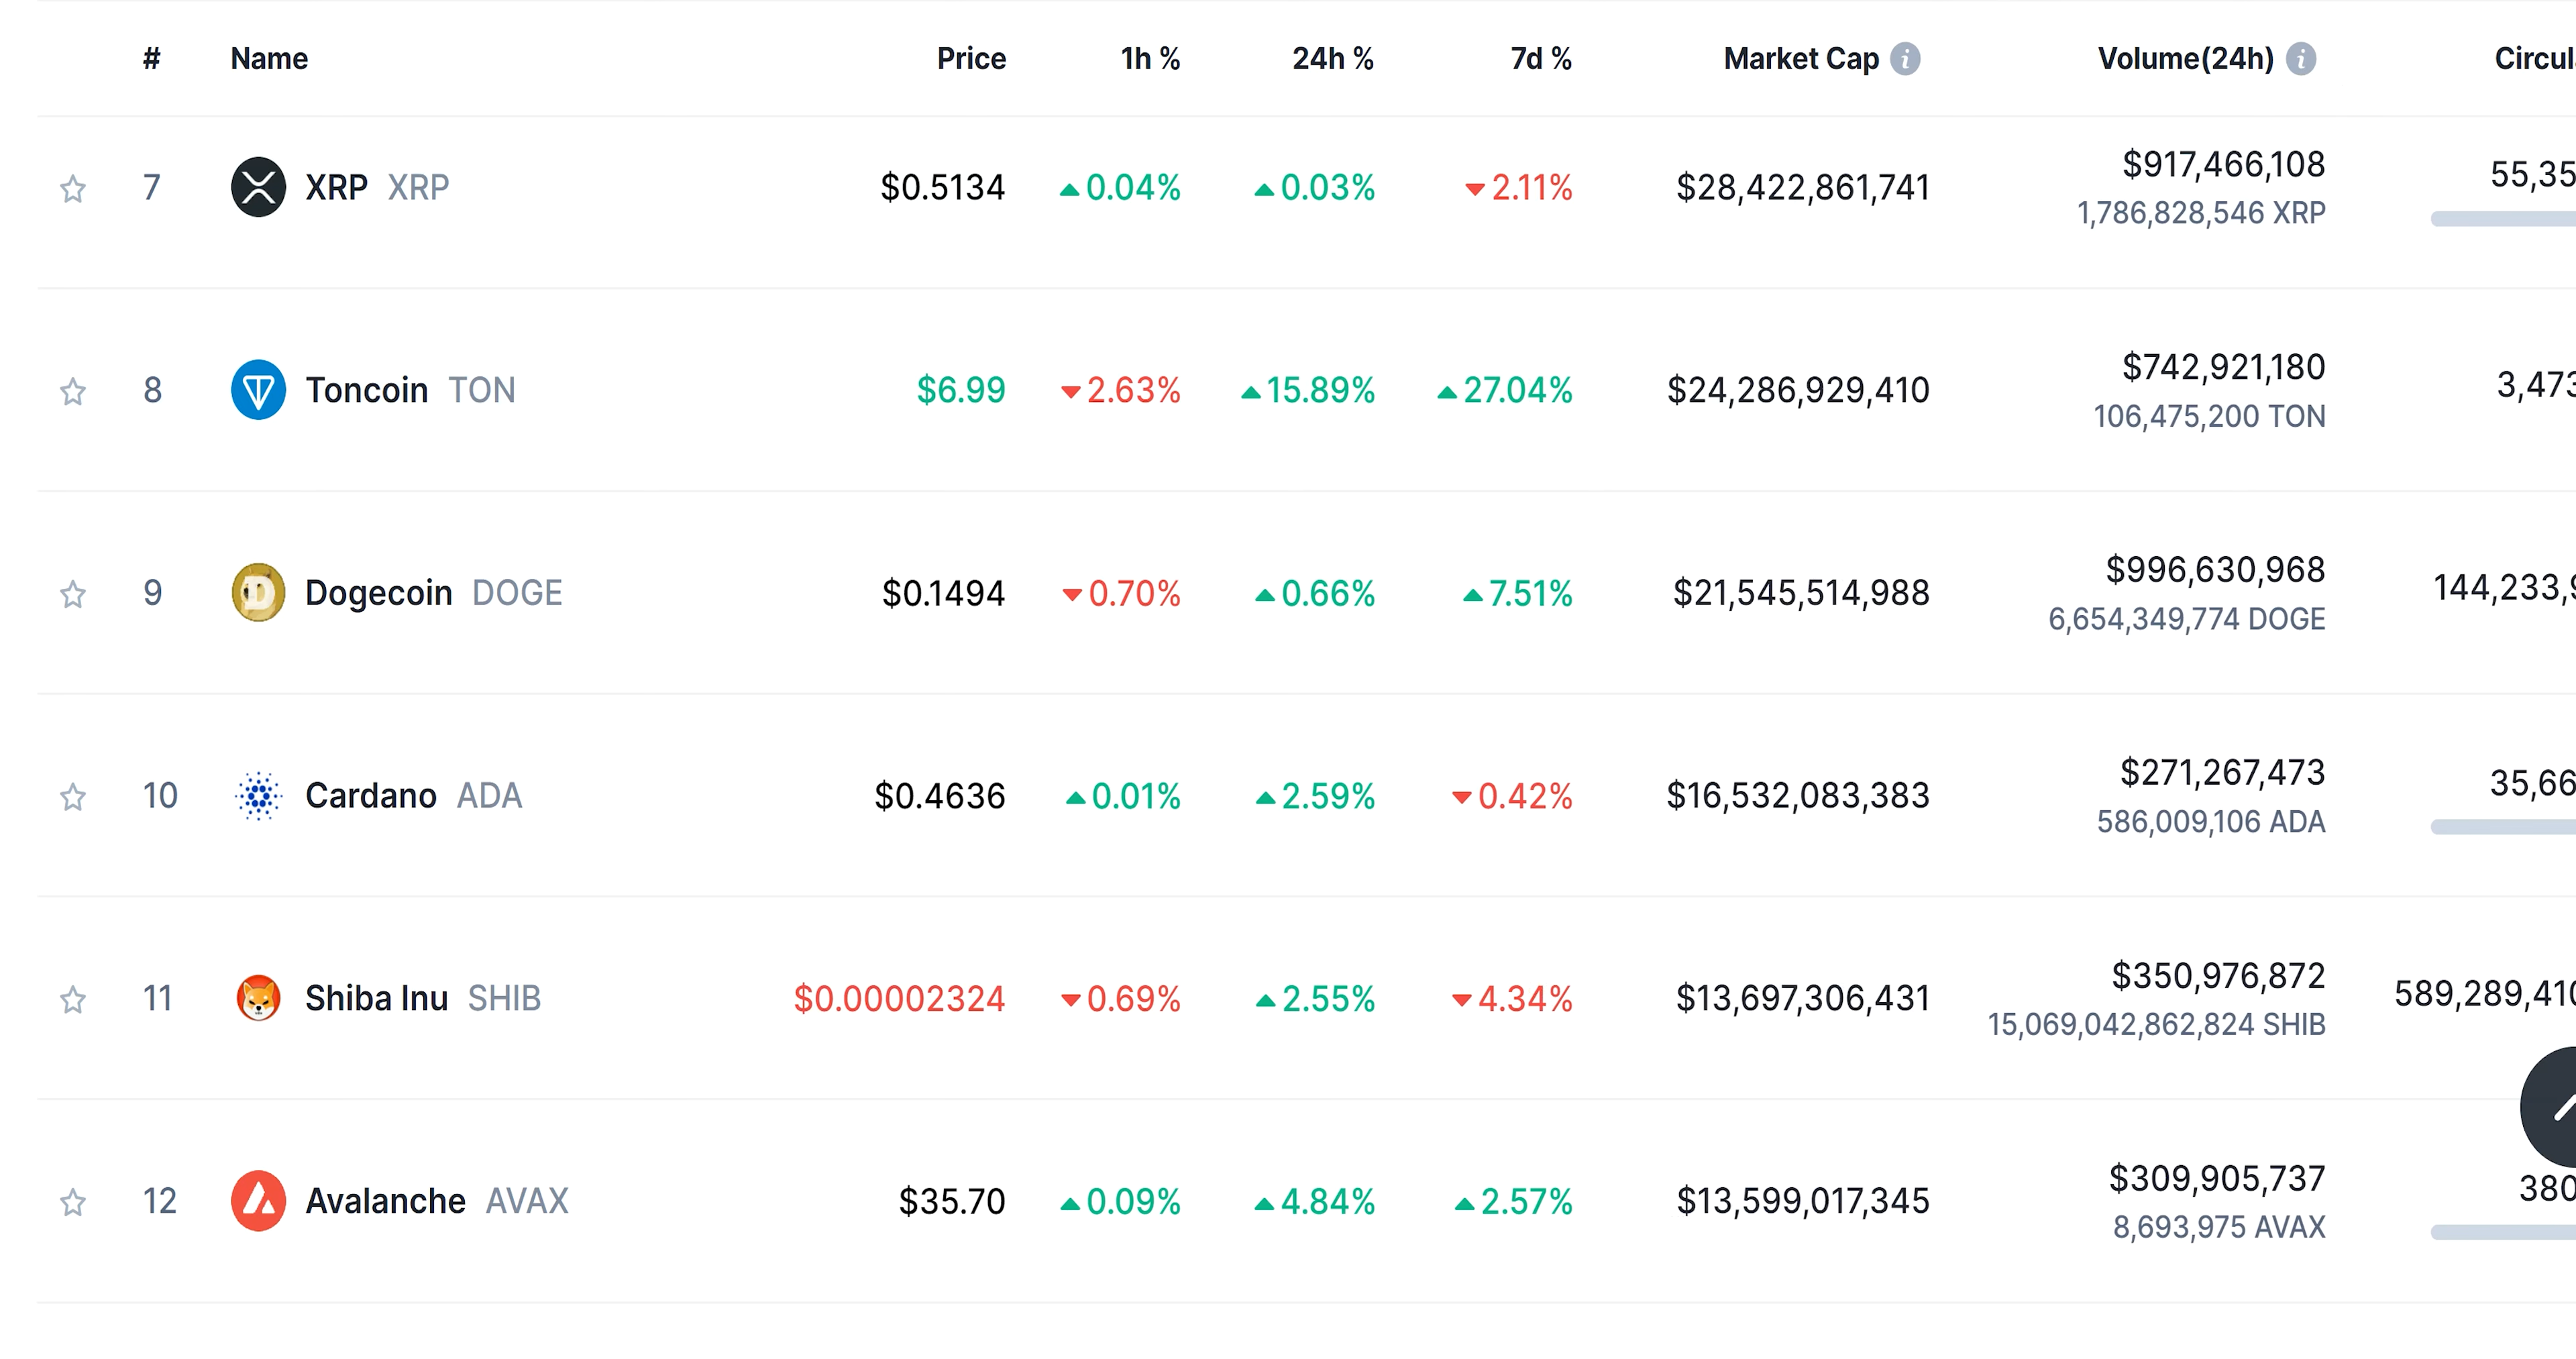 # Name Price 1h % 24h % 7d % Market Cap Volume(24h)
7 XRP XRP $0.5134 0.04% 0.03% 2.11% $28,422,861,741 $917,466,108
1,786,828,546 XRP
8 Toncoin TON $6.99 2.63% 15.89% 27.04% $24,286,929,410 $742,921,180
106,475,200 TON
9 Dogecoin DOGE $0.1494 0.70% 0.66% 7.51% $21,545,514,988 $996,630,968
6,654,349,774 DOGE
10 Cardano ADA $0.4636 0.01% 2.59% 0.42% $16,532,083,383 $271,267,473
586,009,106 ADA
11 Shiba Inu SHIB $0.00002324 0.69% 2.55% 4.34% $13,697,306,431 $350,976,872
15,069,042,862,824 SHIB
12 Avalanche AVAX $35.70 0.09% 4.84% 2.57% $13,599,017,345 $309,905,737
8,693,975 AVAX